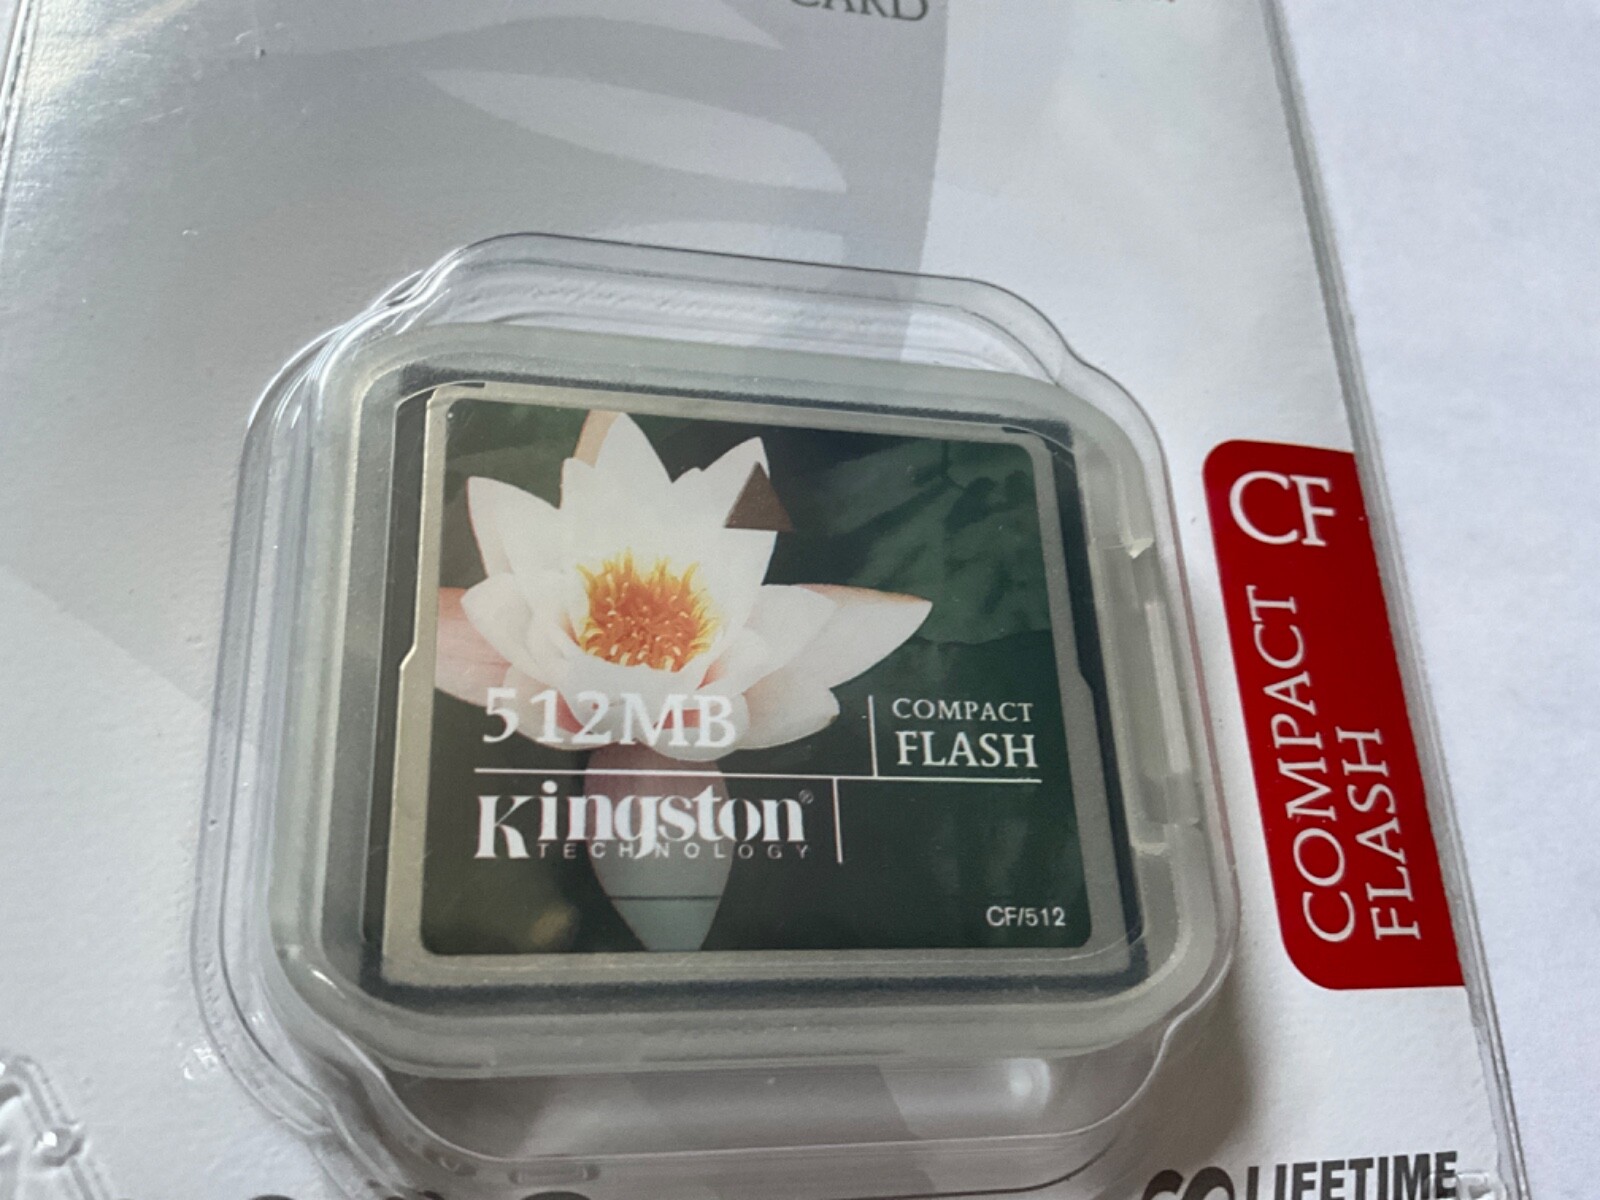 CARD
512MB
COMPACT
FLASH
Kingston®
TECHNOLOGY
CF/512
CF
COMPACT
FLASH
LIFETIME